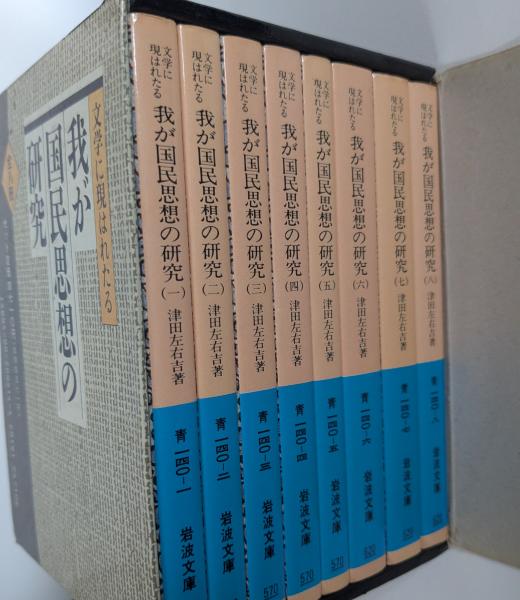 文学に現はれたる
我が
国民思想の
研究
文学に
現はれたる
我が国民思想の研究(一)
津田左右吉著
青一四〇-一
岩波文庫
文学に
現はれたる
我が国民思想の研究(二)
津田左右吉著
青一四〇-二
岩波文庫
文学に
現はれたる
我が国民思想の研究(三)
津田左右吉著
青一四〇-三
岩波文庫
570
文学に
現はれたる
我が国民思想の研究(四)
津田左右吉著
青一四〇-四
岩波文庫
570
文学に
現はれたる
我が国民思想の研究(五)
津田左右吉著
青一四〇-五
岩波文庫
570
文学に
現はれたる
我が国民思想の研究(六)
津田左右吉著
青一四〇-六
岩波文庫
620
文学に
現はれたる
我が国民思想の研究(七)
津田左右吉著
青一四〇-七
岩波文庫
620
文学に
現はれたる
我が国民思想の研究(八)
津田左右吉著
青一四〇-八
岩波文庫
620